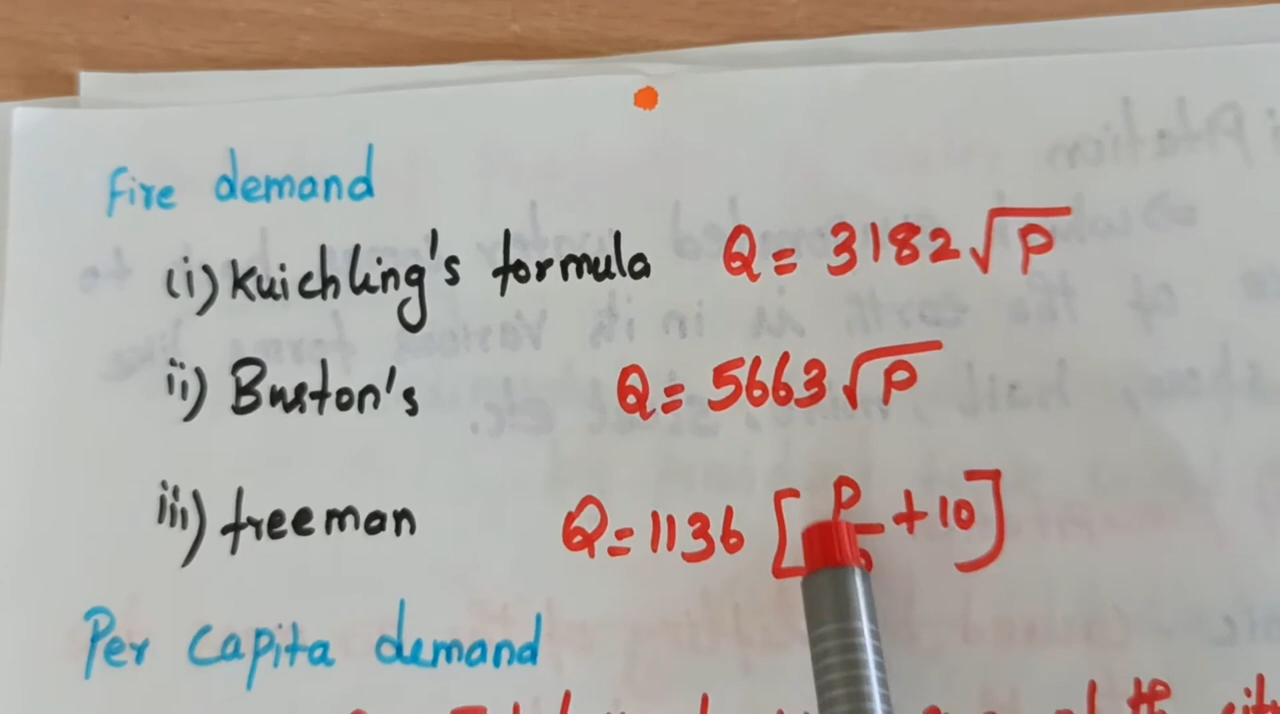 Fire demand
(i) Kuichling's formula Q = 3182√P
ii) Buston's Q = 5663√P
iii) freeman Q = 1136 [P + 10]
Per capita demand